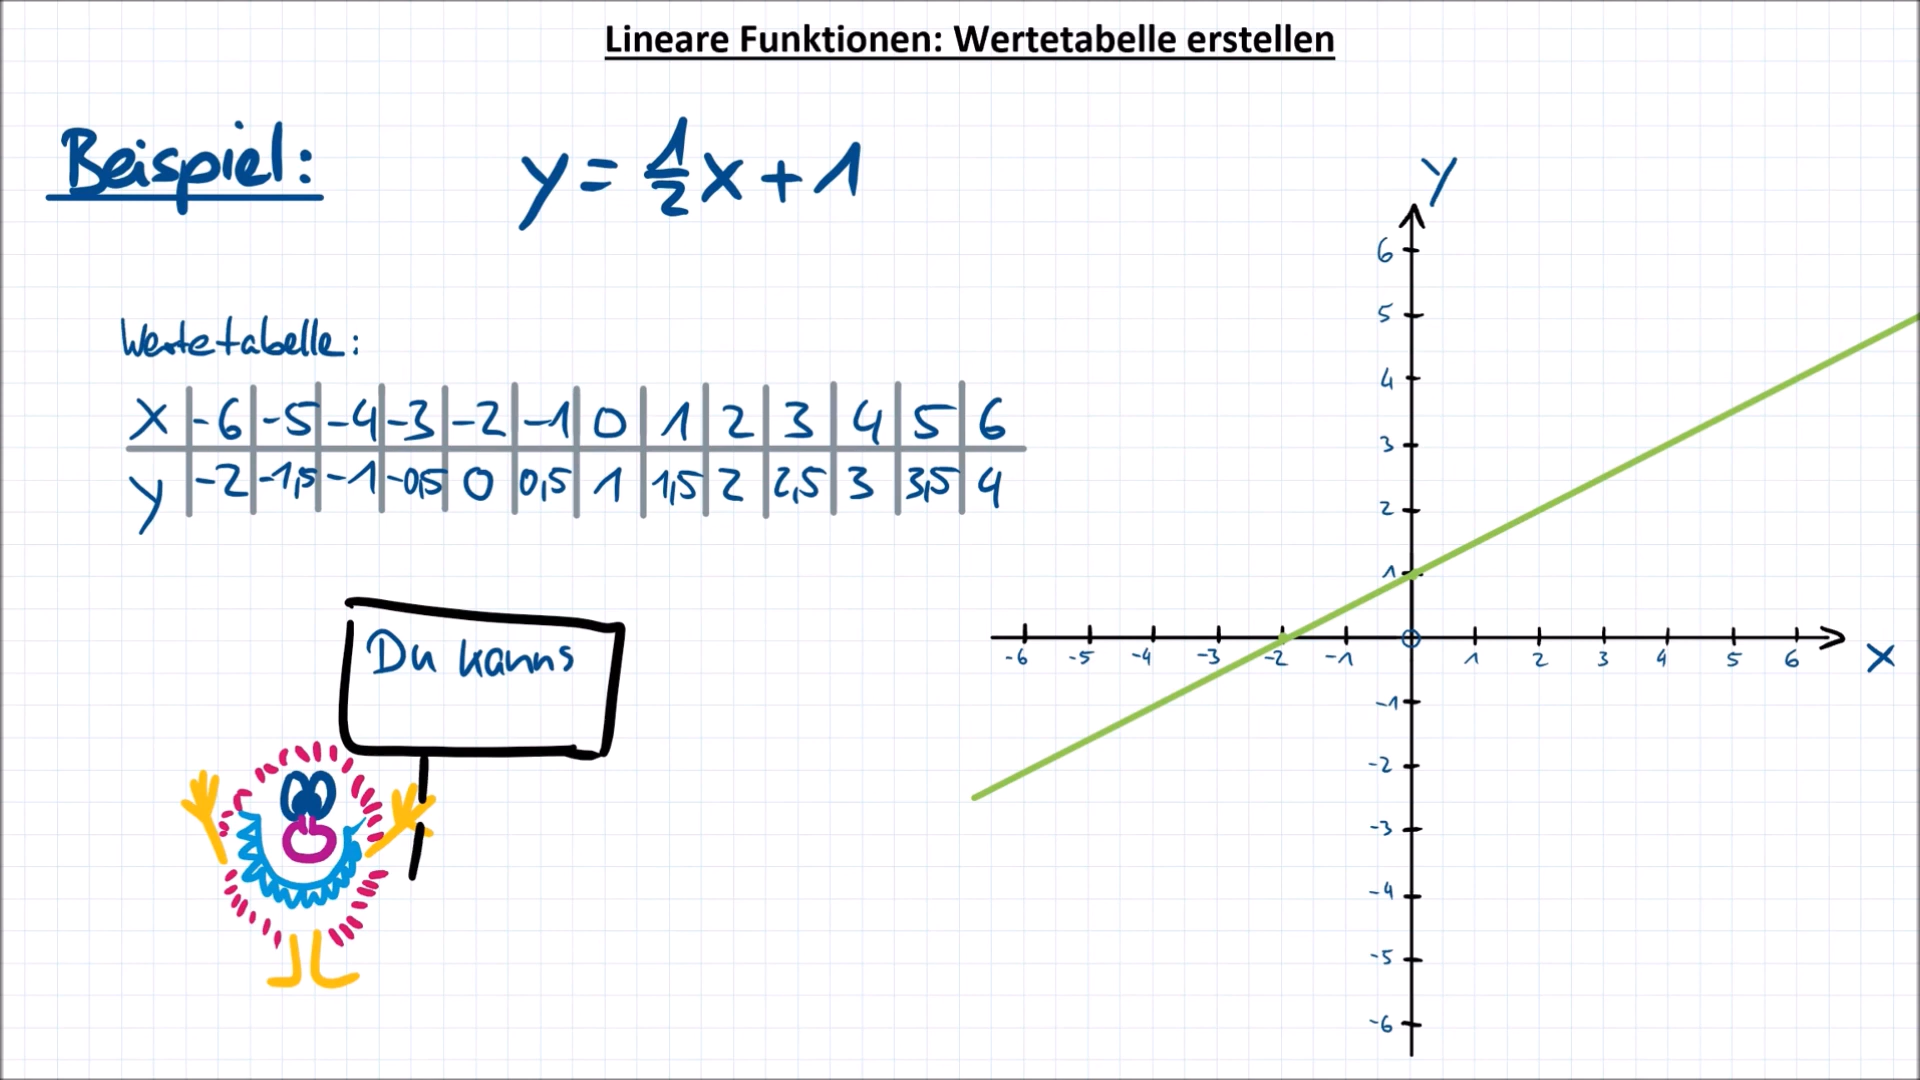 Lineare Funktionen: Wertetabelle erstellen
Beispiel: y = 1/2 x + 1
y
Wertetabelle:
x -6 -5 -4 -3 -2 -1 0 1 2 3 4 5 6
y -2 -1,5 -1 -0,5 0 0,5 1 1,5 2 2,5 3 3,5 4
Du kanns
6
5
4
3
2
1
-6 -5 -4 -3 -2 -1 0 1 2 3 4 5 6 x
-1
-2
-3
-4
-5
-6